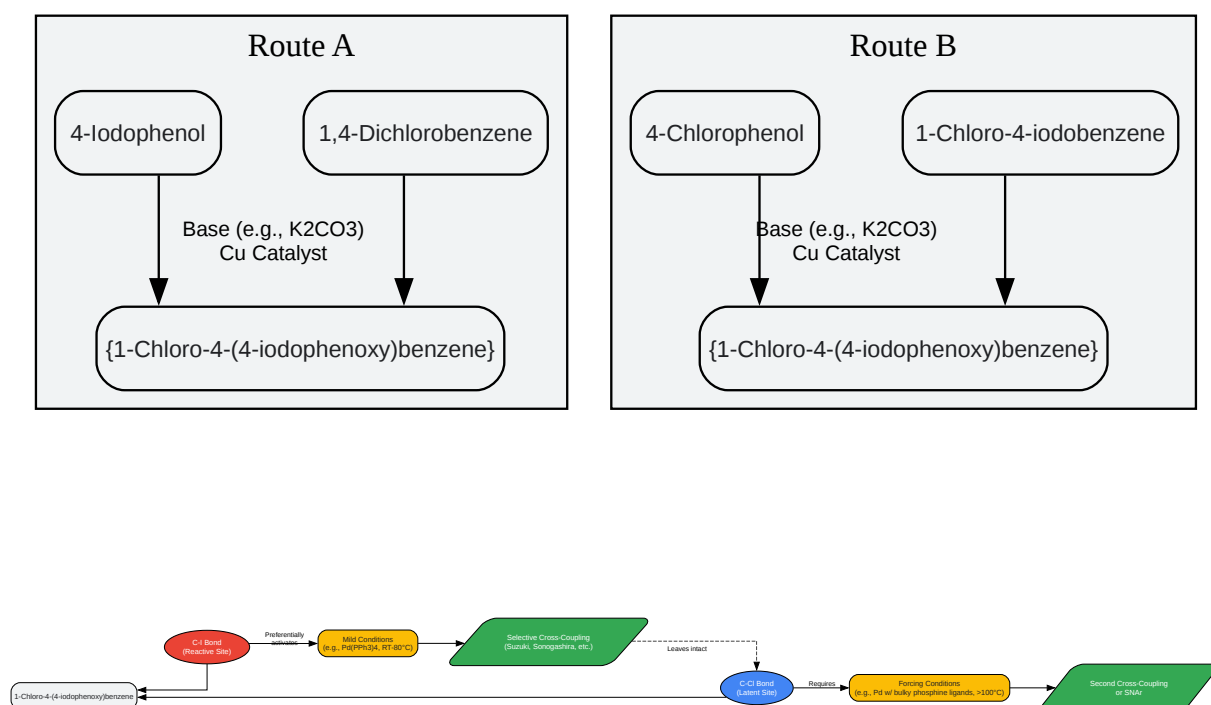 Route A
4-Iodophenol
1,4-Dichlorobenzene
Base (e.g., K2CO3)
Cu Catalyst
{1-Chloro-4-(4-iodophenoxy)benzene}
Route B
4-Chlorophenol
1-Chloro-4-iodobenzene
Base (e.g., K2CO3)
Cu Catalyst
{1-Chloro-4-(4-iodophenoxy)benzene}
C-I Bond
(Reactive Site)
Preferentially
activates
Mild Conditions
(e.g., Pd(PPh3)4, RT-80°C)
Selective Cross-Coupling
(Suzuki, Sonogashira, etc.)
Leaves intact
1-Chloro-4-(4-iodophenoxy)benzene
C-Cl Bond
(Latent Site)
Requires
Forcing Conditions
(e.g., Pd w/ bulky phosphine ligands, >100°C)
Second Cross-Coupling
or SNAr